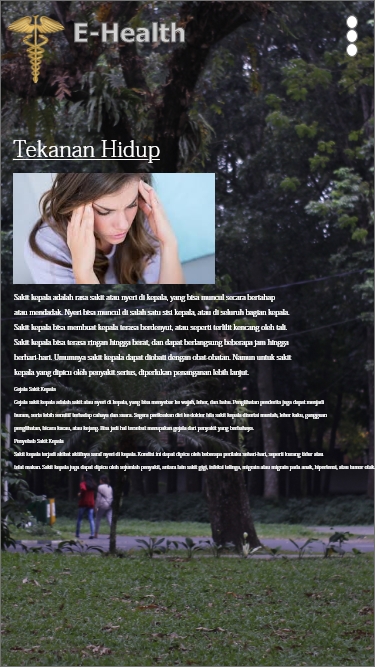 E-Health
Tekanan Hidup
Sakit kepala adalah rasa sakit atau nyeri di kepala, yang bisa muncul secara bertahap
atau mendadak. Nyeri bisa muncul di salah satu sisi kepala, atau di seluruh bagian kepala.
Sakit kepala bisa membuat kepala terasa berdenyut, atau seperti terlilit kencang oleh tali.
Sakit kepala bisa terasa ringan hingga berat, dan dapat berlangsung beberapa jam hingga
berhari-hari. Umumnya sakit kepala dapat diobati dengan obat-obatan. Namun untuk sakit
kepala yang dipicu oleh penyakit serius, diperlukan penanganan lebih lanjut.
Gejala Sakit Kepala
Gejala sakit kepala adalah sakit atau nyeri di kepala, yang bisa menyebar ke wajah, leher, dan bahu. Penglihatan penderita juga dapat menjadi
buram, serta lebih sensitif terhadap cahaya dan suara. Segera periksakan diri ke dokter bila sakit kepala disertai muntah, leher kaku, gangguan
penglihatan, bicara kacau, atau kejang. Bisa jadi hal tersebut merupakan gejala dari penyakit yang berbahaya.
Penyebab Sakit Kepala
Sakit kepala terjadi akibat aktifnya saraf nyeri di kepala. Kondisi ini dapat dipicu oleh beberapa perilaku sehari-hari, seperti kurang tidur atau
telat makan. Sakit kepala juga dapat dipicu oleh sejumlah penyakit, antara lain sakit gigi, infeksi telinga, migrain atau migrain pada anak, hipertensi, atau tumor otak.